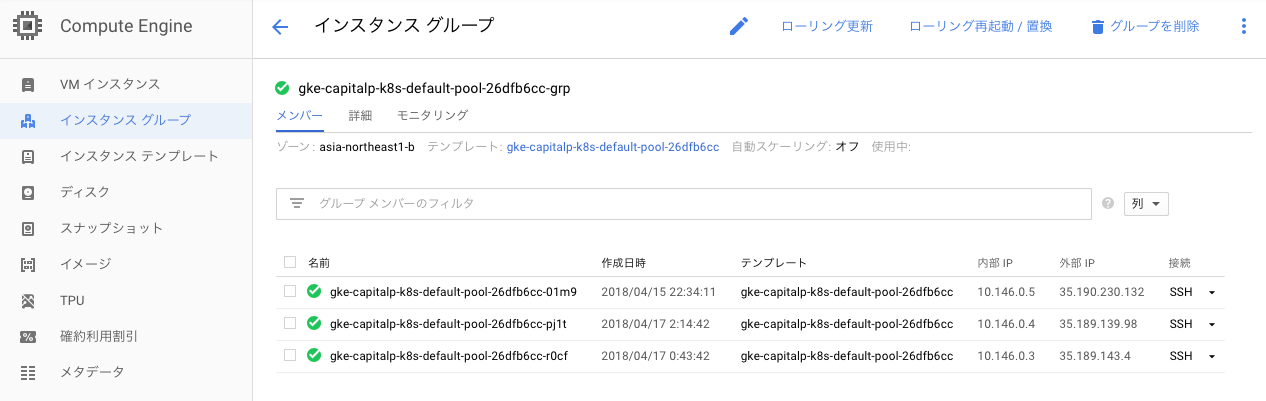 Compute Engine
インスタンス グループ
ローリング更新
ローリング再起動 / 置換
グループを削除
VM インスタンス
インスタンス グループ
インスタンス テンプレート
ディスク
スナップショット
イメージ
TPU
確約利用割引
メタデータ
gke-capitalp-k8s-default-pool-26dfb6cc-grp
メンバー 詳細 モニタリング
ゾーン: asia-northeast1-b テンプレート: gke-capitalp-k8s-default-pool-26dfb6cc 自動スケーリング: オフ 使用中:
グループ メンバーのフィルタ ? 列
名前 作成日時 テンプレート 内部 IP 外部 IP 接続
gke-capitalp-k8s-default-pool-26dfb6cc-01m9 2018/04/15 22:34:11 gke-capitalp-k8s-default-pool-26dfb6cc 10.146.0.5 35.190.230.132 SSH
gke-capitalp-k8s-default-pool-26dfb6cc-pj1t 2018/04/17 2:14:42 gke-capitalp-k8s-default-pool-26dfb6cc 10.146.0.4 35.189.139.98 SSH
gke-capitalp-k8s-default-pool-26dfb6cc-r0cf 2018/04/17 0:43:42 gke-capitalp-k8s-default-pool-26dfb6cc 10.146.0.3 35.189.143.4 SSH